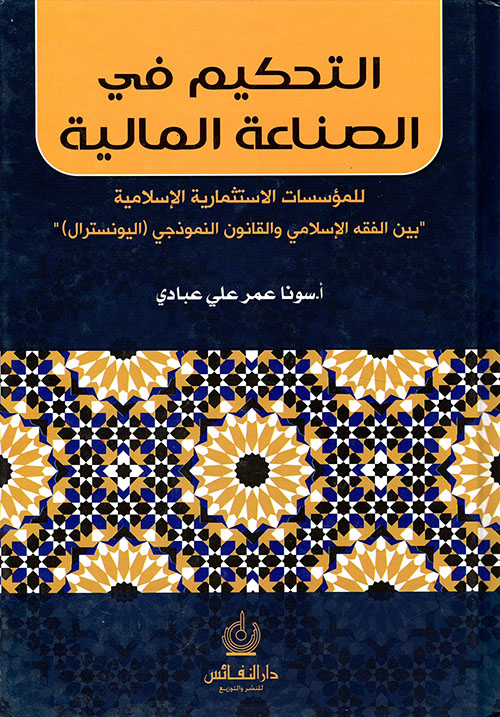 التحكيم في
الصناعة المالية
للمؤسسات الاستثمارية الإسلامية
"بين الفقه الإسلامي والقانون النموذجي (اليونسترال)"
أ.سونا عمر علي عبادي
دار النفائس
للنشر والتوزيع